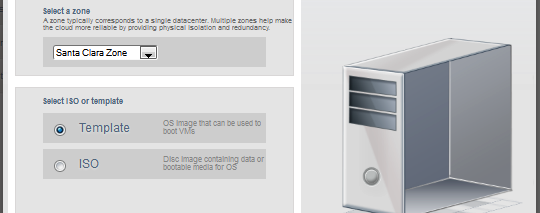 Select a zone
A zone typically corresponds to a single datacenter. Multiple zones help make
the cloud more reliable by providing physical isolation and redundancy.
Santa Clara Zone
Select ISO or template
Template
OS image that can be used to
boot VMs
ISO
Disc image containing data or
bootable media for OS